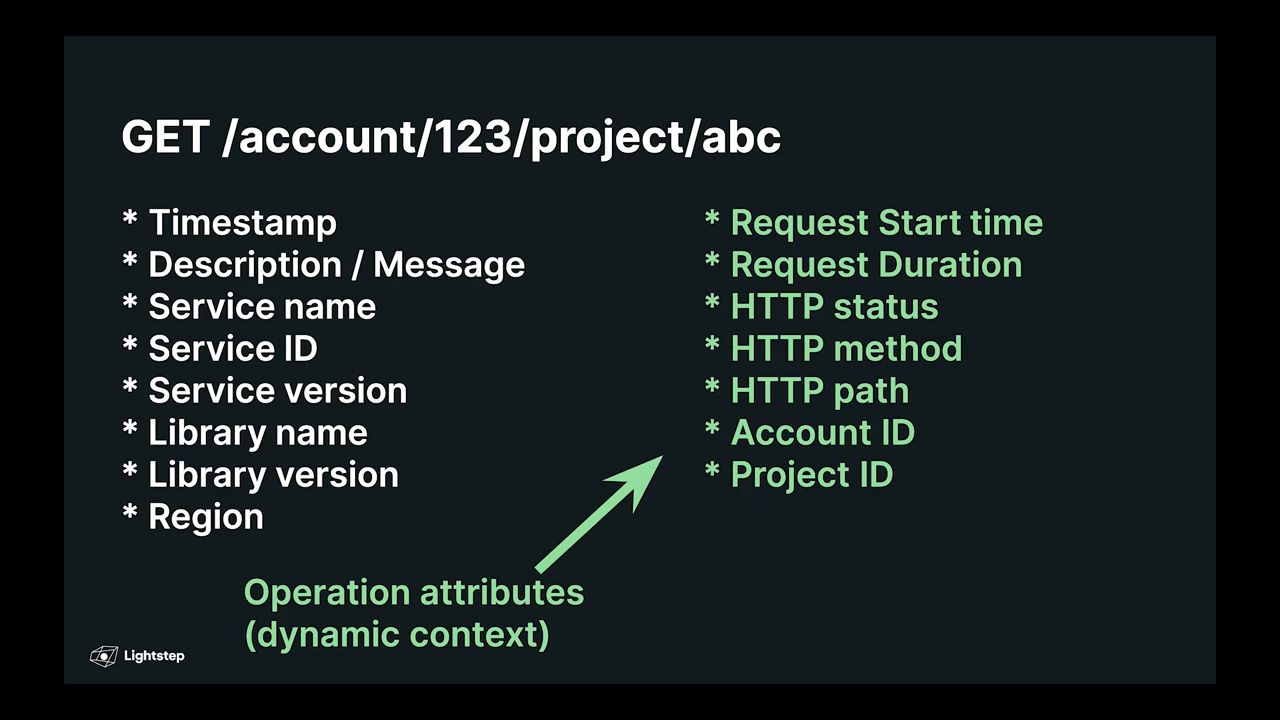 GET /account/123/project/abc
* Timestamp
* Description / Message
* Service name
* Service ID
* Service version
* Library name
* Library version
* Region
* Request Start time
* Request Duration
* HTTP status
* HTTP method
* HTTP path
* Account ID
* Project ID
Operation attributes
(dynamic context)
Lightstep